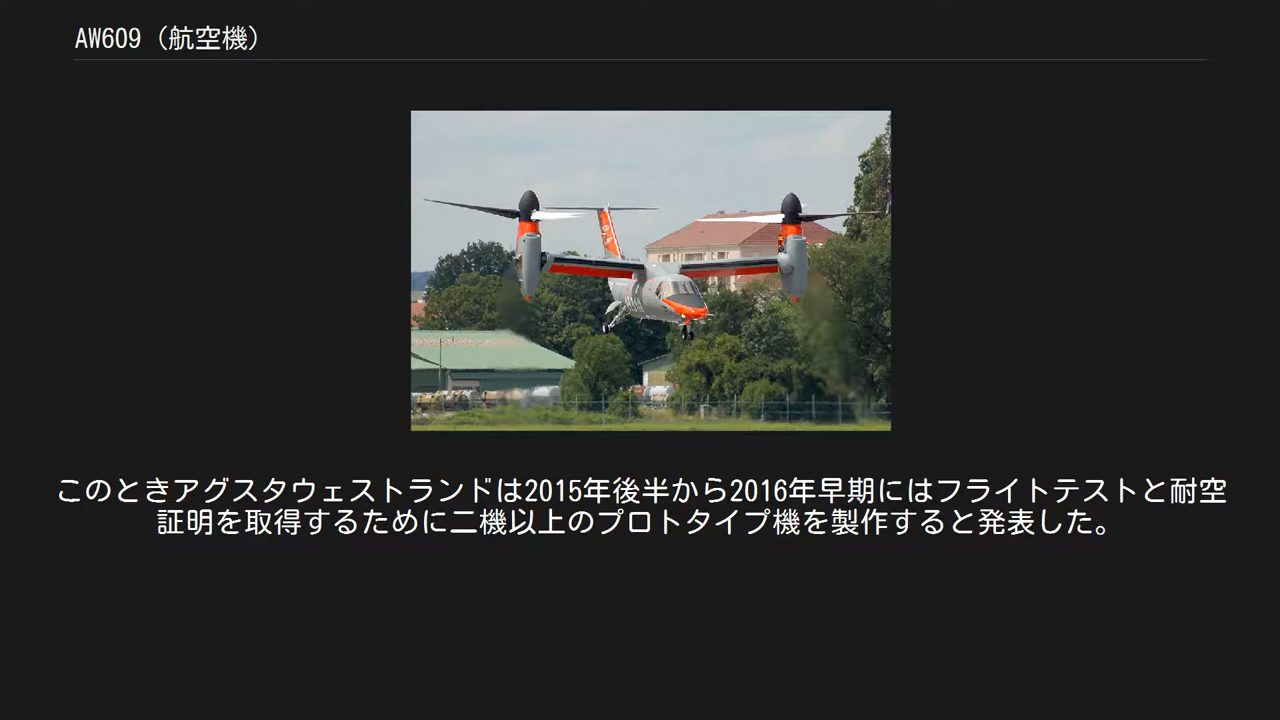 AW609（航空機）
このときアグスタウェストランドは2015年後半から2016年早期にはフライトテストと耐空
証明を取得するために二機以上のプロトタイプ機を製作すると発表した。